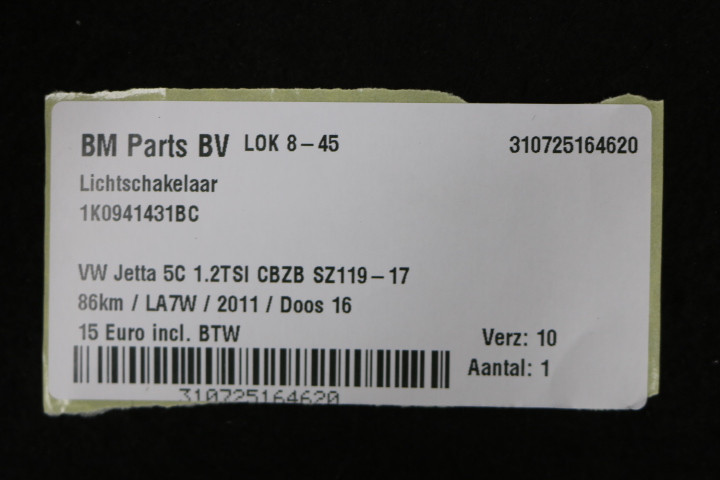 BM Parts BV LOK 8-45 310725164620
Lichtschakelaar
1K0941431BC
VW Jetta 5C 1.2TSI CBZB SZ119-17
86km / LA7W / 2011 / Doos 16
15 Euro incl. BTW Verz: 10
Aantal: 1
310725164620